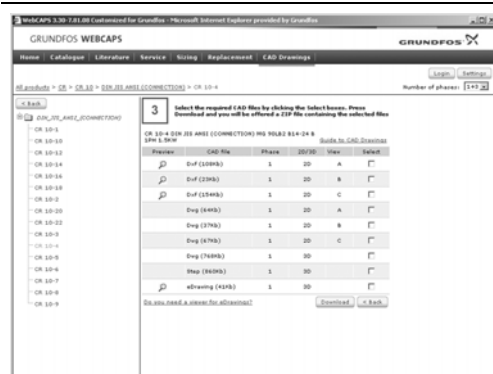 WebCAPS 3.30-7.01.00 Customized for Grundfos - Microsoft Internet Explorer provided by Grundfos
GRUNDFOS WEBCAPS
GRUNDFOS
Home Catalogue Literature Service Sizing Replacement CAD Drawings
Login Settings
All products > CR > CR 10 > DIN JIS ANSI (CONNECTION) > CR 10-4
Number of phases:
< Back
DIN_JIS_ANSI_(CONNECTION)
CR 10-1
CR 10-10
CR 10-12
CR 10-14
CR 10-16
CR 10-18
CR 10-2
CR 10-20
CR 10-22
CR 10-3
CR 10-4
CR 10-5
CR 10-6
CR 10-7
CR 10-8
CR 10-9
3
Select the required CAD files by clicking the Select boxes. Press
Download and you will be offered a ZIP file containing the selected files
CR 10-4 DIN JIS ANSI (CONNECTION) MG 90LB2 B14-24 B
1PH 1.5KW
Guide to CAD Drawings
Preview CAD file Phase 2D/3D View Select
Dxf (108Kb) 1 2D A
Dxf (23Kb) 1 2D B
Dxf (154Kb) 1 2D C
Dwg (64Kb) 1 2D A
Dwg (37Kb) 1 2D B
Dwg (67Kb) 1 2D C
Dwg (768Kb) 1 3D
Step (860Kb) 1 3D
eDrawing (41Kb) 1 3D
Do you need a viewer for eDrawings?
Download < Back